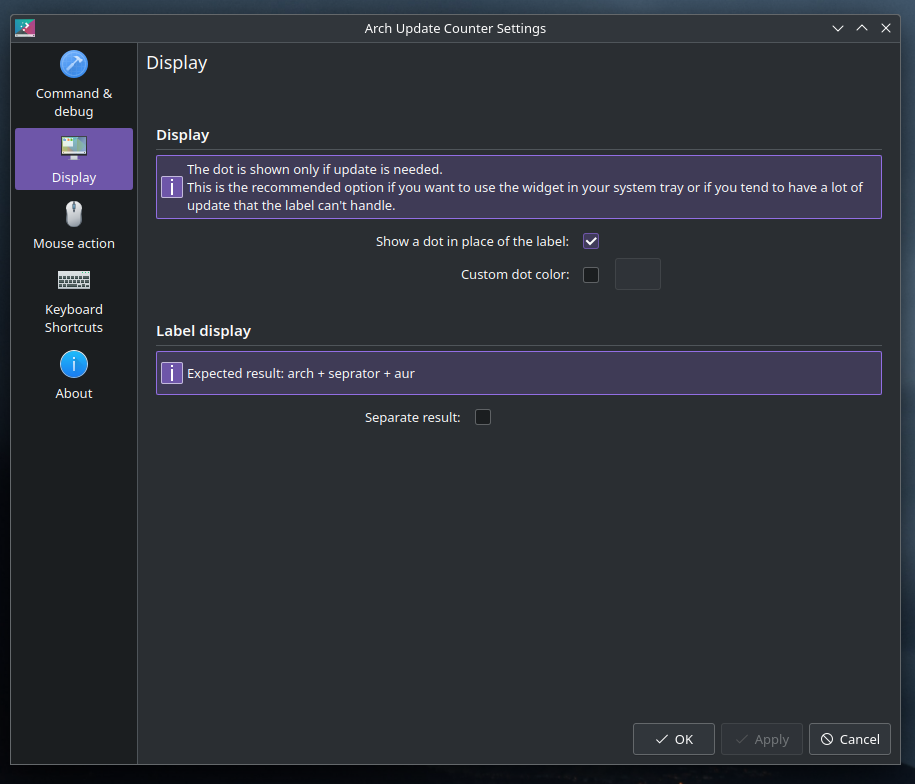 Arch Update Counter Settings
Command &
debug
Display
Mouse action
Keyboard
Shortcuts
About
Display
Display
The dot is shown only if update is needed.
This is the recommended option if you want to use the widget in your system tray or if you tend to have a lot of
update that the label can't handle.
Show a dot in place of the label:
Custom dot color:
Label display
Expected result: arch + seprator + aur
Separate result:
OK
Apply
Cancel